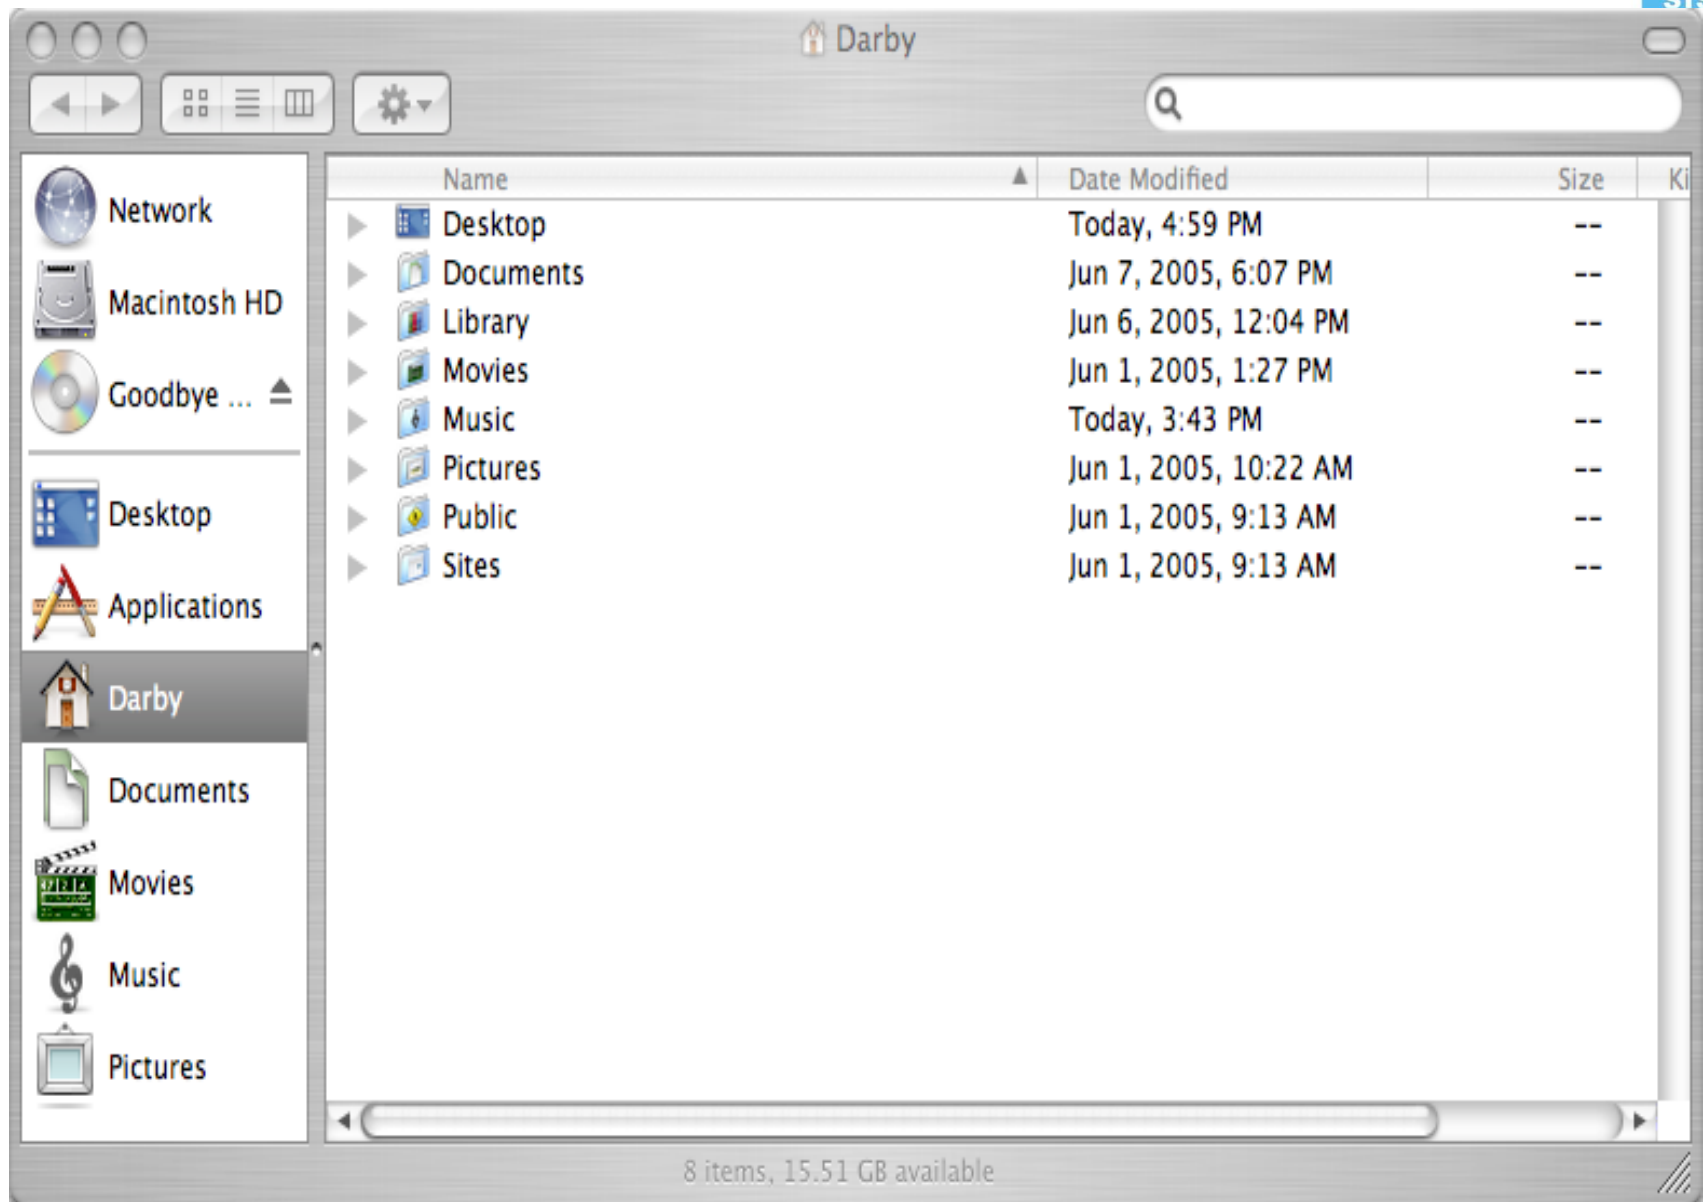 Darby
Network
Macintosh HD
Goodbye ...
Desktop
Applications
Darby
Documents
Movies
Music
Pictures
Name Date Modified Size Ki
Desktop Today, 4:59 PM --
Documents Jun 7, 2005, 6:07 PM --
Library Jun 6, 2005, 12:04 PM --
Movies Jun 1, 2005, 1:27 PM --
Music Today, 3:43 PM --
Pictures Jun 1, 2005, 10:22 AM --
Public Jun 1, 2005, 9:13 AM --
Sites Jun 1, 2005, 9:13 AM --
8 items, 15.51 GB available